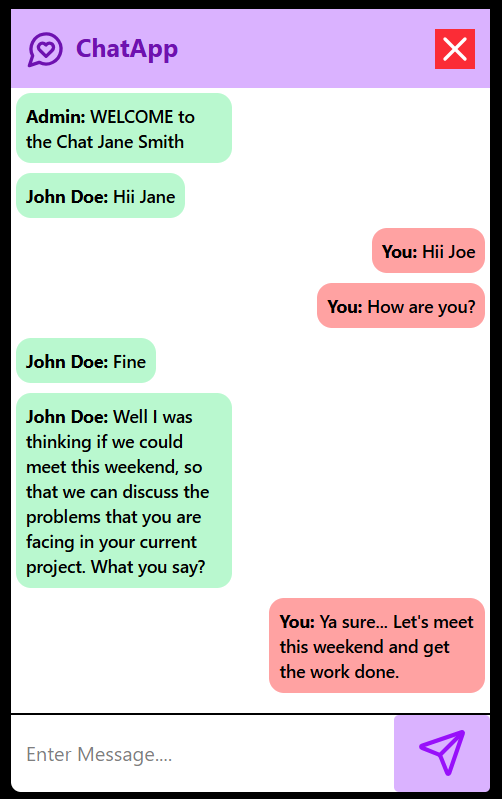 ChatApp
Admin: WELCOME to
the Chat Jane Smith
John Doe: Hii Jane
You: Hii Joe
You: How are you?
John Doe: Fine
John Doe: Well I was
thinking if we could
meet this weekend, so
that we can discuss the
problems that you are
facing in your current
project. What you say?
You: Ya sure... Let's meet
this weekend and get
the work done.
Enter Message....